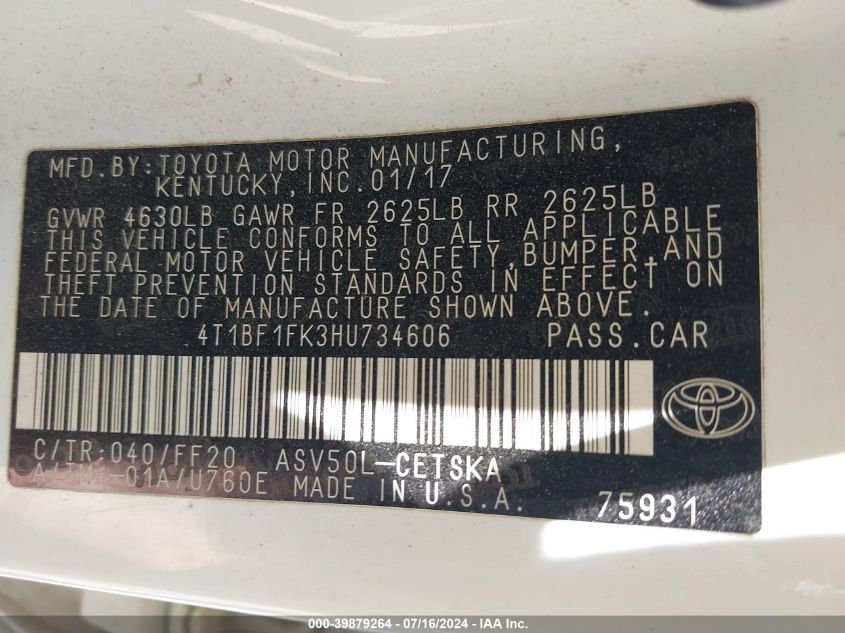 MFD.BY:TOYOTA MOTOR MANUFACTURING,
KENTUCKY,INC.01/17
GVWR 4630LB GAWR FR 2625LB RR 2625LB
THIS VEHICLE CONFORMS TO ALL APPLICABLE
FEDERAL MOTOR VEHICLE SAFETY,BUMPER,AND
THEFT PREVENTION STANDARDS IN EFFECT ON
THE DATE OF MANUFACTURE SHOWN ABOVE.
4T1BF1FK3HU734606 PASS.CAR
C/TR:040/FF20 ASV50L-CETSKA
A/TM:-01A/U760E MADE IN U.S.A. 75931
000-39879264 - 07/16/2024 - IAA Inc.